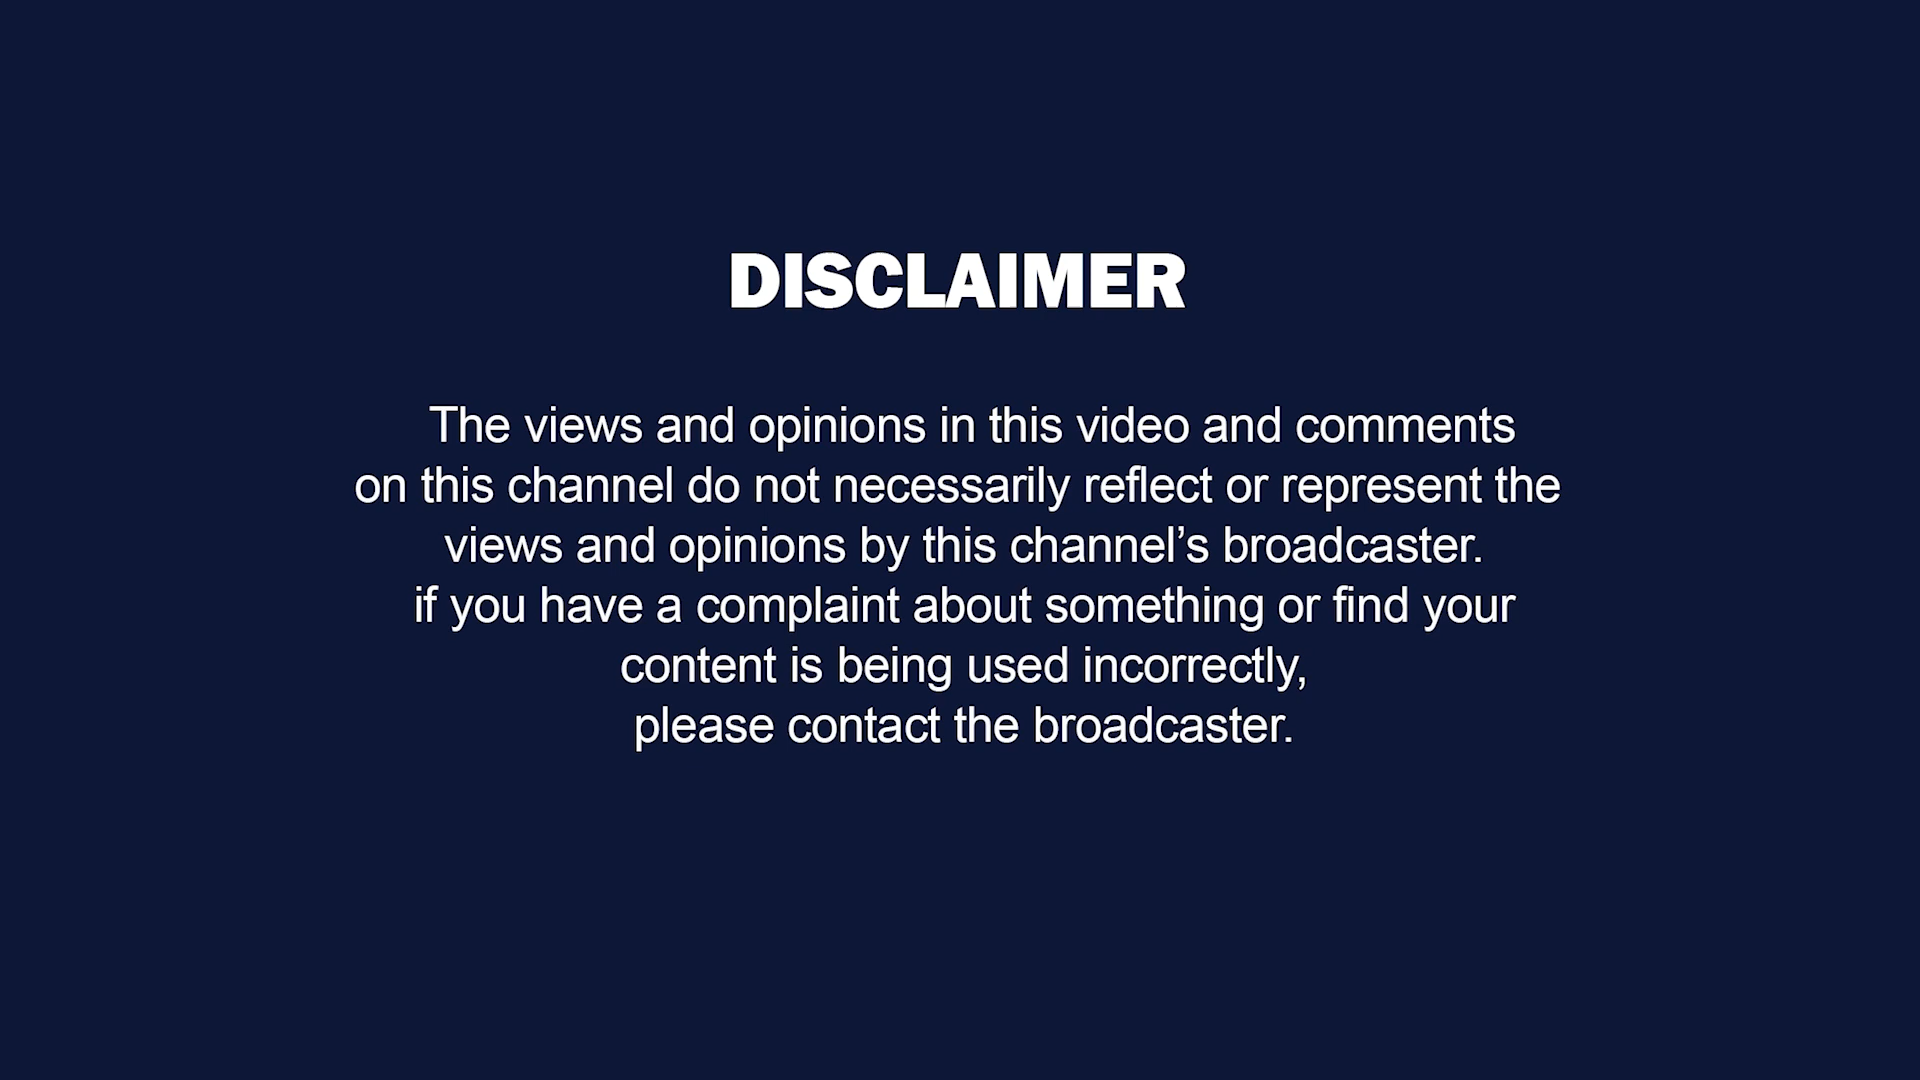 DISCLAIMER
The views and opinions in this video and comments
on this channel do not necessarily reflect or represent the
views and opinions by this channel’s broadcaster.
if you have a complaint about something or find your
content is being used incorrectly,
please contact the broadcaster.